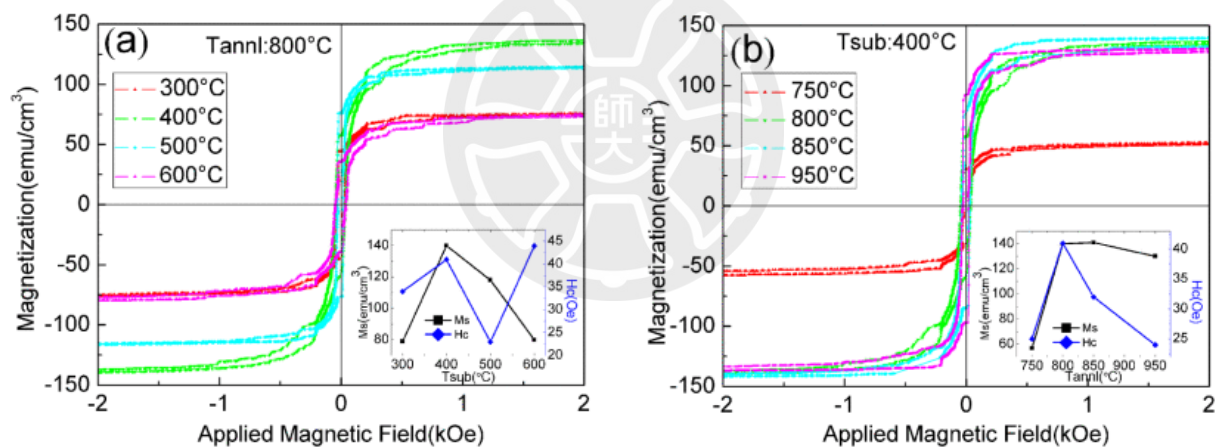 (a)
Tannl:800°C
300°C
400°C
500°C
600°C
150
100
50
0
-50
-100
-150
Magnetization(emu/cm³)
-2
-1
0
1
2
Applied Magnetic Field(kOe)
140
120
100
80
Ms(emu/cm³)
45
40
35
30
25
20
Hc(Oe)
Ms
Hc
300 400 500 600
Tsub(°C)
(b)
Tsub:400°C
750°C
800°C
850°C
950°C
150
100
50
0
-50
-100
-150
Magnetization(emu/cm³)
-2
-1
0
1
2
Applied Magnetic Field(kOe)
140
120
100
80
60
Ms(emu/cm³)
40
35
30
25
Hc(Oe)
Ms
Hc
750 800 850 900 950
Tanl(°C)
師
大